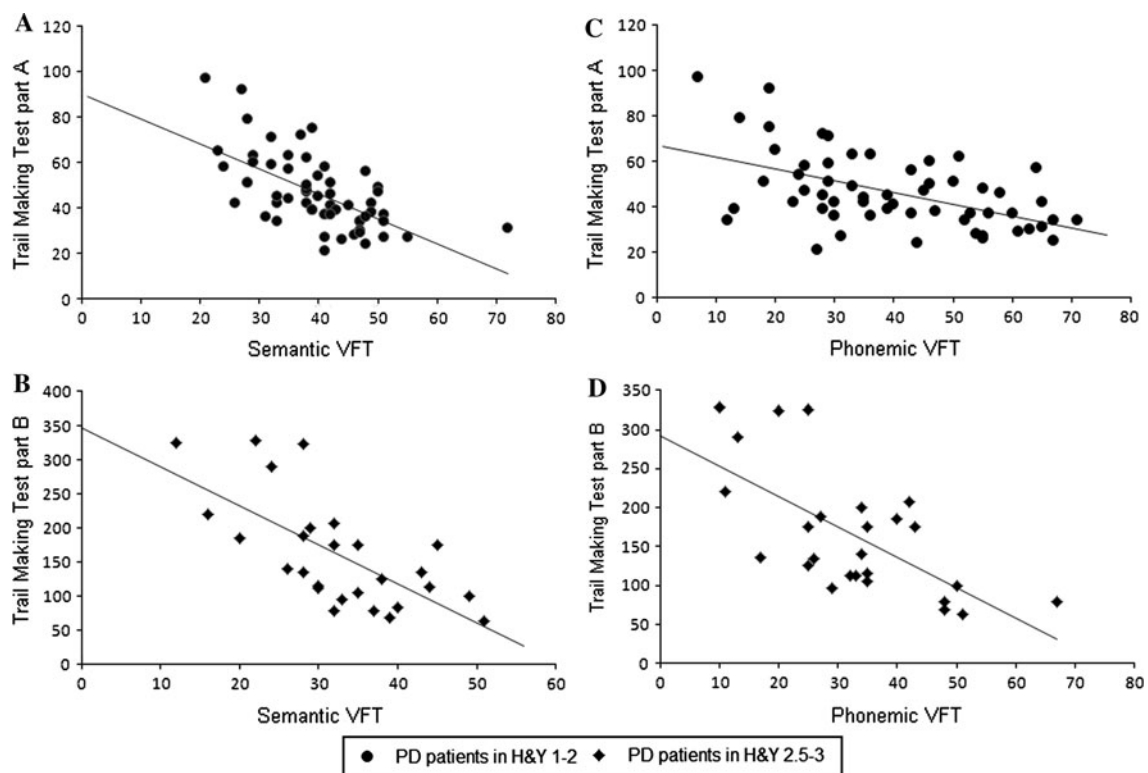 A
Trail Making Test part A
120
100
80
60
40
20
0
0 10 20 30 40 50 60 70 80
Semantic VFT
C
Trail Making Test part A
120
100
80
60
40
20
0
0 10 20 30 40 50 60 70 80
Phonemic VFT
B
Trail Making Test part B
400
350
300
250
200
150
100
50
0
0 10 20 30 40 50 60
Semantic VFT
D
Trail Making Test part B
350
300
250
200
150
100
50
0
0 10 20 30 40 50 60 70 80
Phonemic VFT
PD patients in H&Y 1-2 PD patients in H&Y 2.5-3